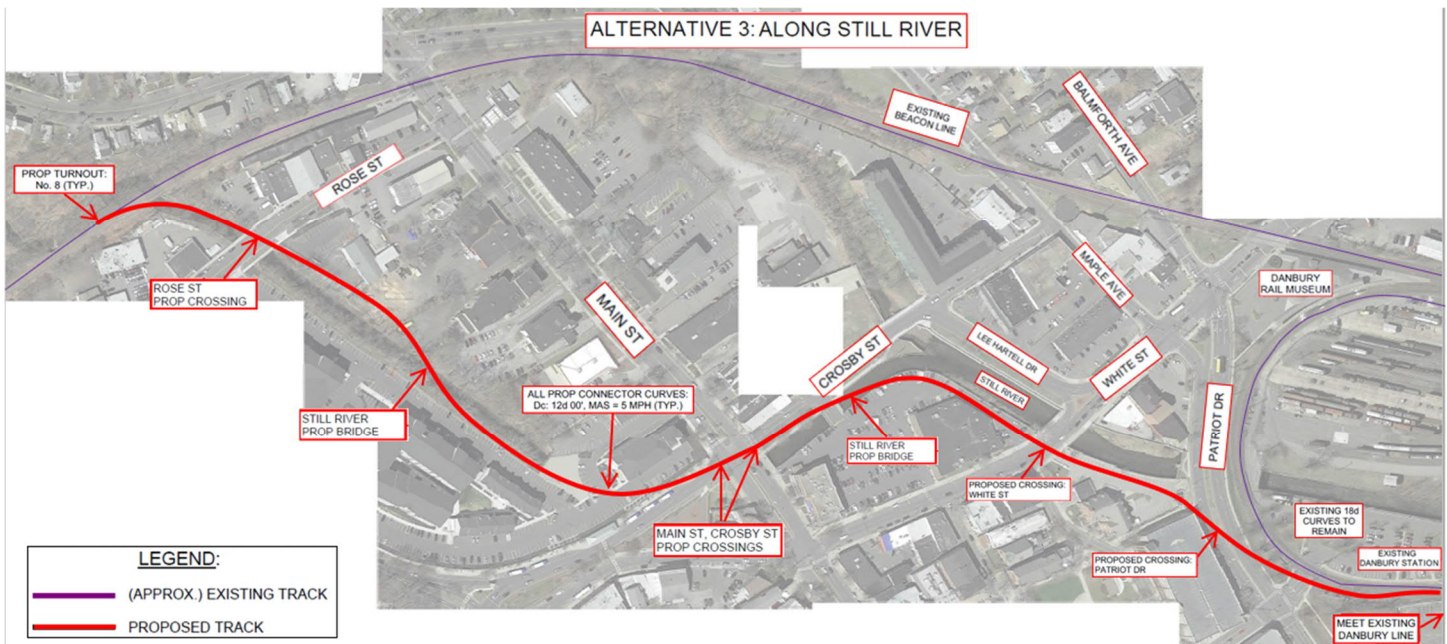 ALTERNATIVE 3: ALONG STILL RIVER
EXISTING
BEACON LINE
BALMFORTH AVE
PROP TURNOUT:
No. 8 (TYP.)
ROSE ST
ROSE ST
PROP CROSSING
MAIN ST
MAPLE AVE
DANBURY
RAIL MUSEUM
CROSBY ST
LEE HARTELL DR
STILL RIVER
WHITE ST
PATRIOT DR
STILL RIVER
PROP BRIDGE
ALL PROP CONNECTOR CURVES:
Dc: 12d 00', MAS = 5 MPH (TYP.)
STILL RIVER
PROP BRIDGE
PROPOSED CROSSING:
WHITE ST
MAIN ST, CROSBY ST
PROP CROSSINGS
EXISTING 18d
CURVES TO
REMAIN
PROPOSED CROSSING:
PATRIOT DR
EXISTING
DANBURY STATION
MEET EXISTING
DANBURY LINE
LEGEND:
(APPROX.) EXISTING TRACK
PROPOSED TRACK